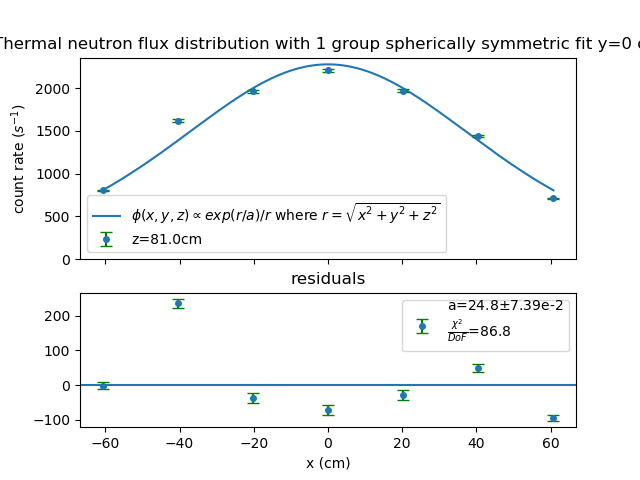 Thermal neutron flux distribution with 1 group spherically symmetric fit y=0 c
2000
1500
1000
500
0
count rate (s⁻¹)
ϕ(x, y, z) ∝ exp(r/a)/r where r = √x² + y² + z²
z=81.0cm
residuals
200
100
0
−100
a=24.8±7.39e-2
χ²/DoF=86.8
−60 −40 −20 0 20 40 60
x (cm)